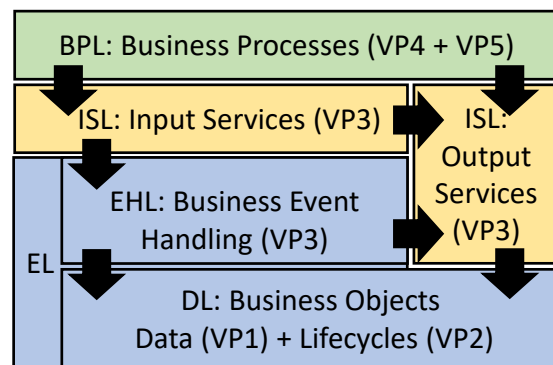 BPL: Business Processes (VP4 + VP5)
ISL: Input Services (VP3)
ISL:
Output
Services
(VP3)
EHL: Business Event
Handling (VP3)
EL
DL: Business Objects
Data (VP1) + Lifecycles (VP2)